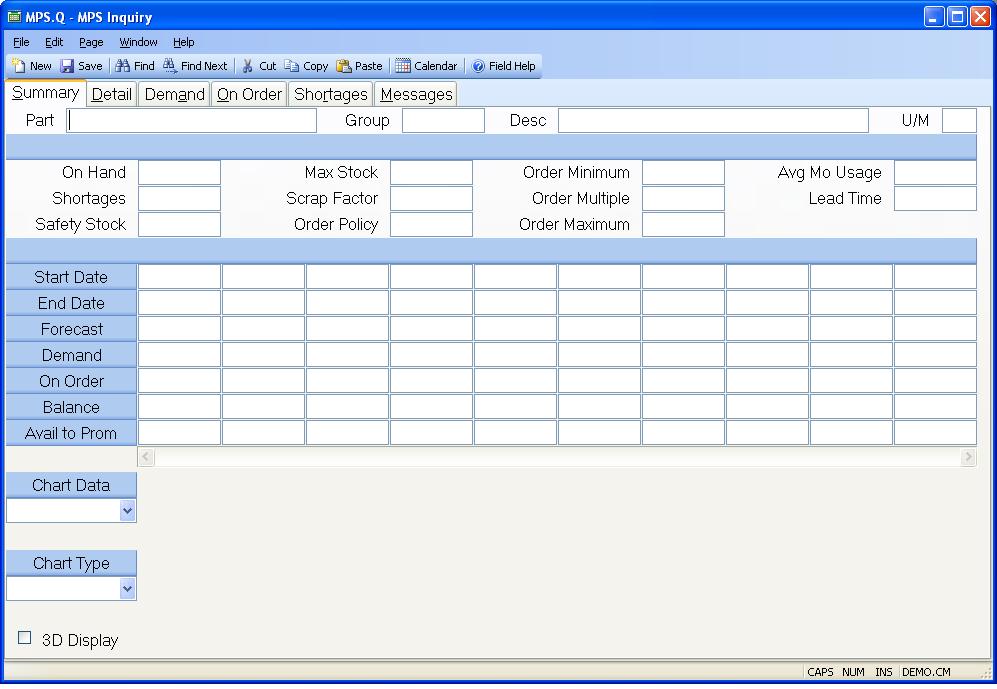 MPS.Q - MPS Inquiry
File Edit Page Window Help
New Save Find Find Next Cut Copy Paste Calendar Field Help
Summary Detail Demand On Order Shortages Messages
Part Group Desc U/M
On Hand Max Stock Order Minimum Avg Mo Usage
Shortages Scrap Factor Order Multiple Lead Time
Safety Stock Order Policy Order Maximum
Start Date
End Date
Forecast
Demand
On Order
Balance
Avail to Prom
Chart Data
Chart Type
3D Display
CAPS NUM INS DEMO.CM